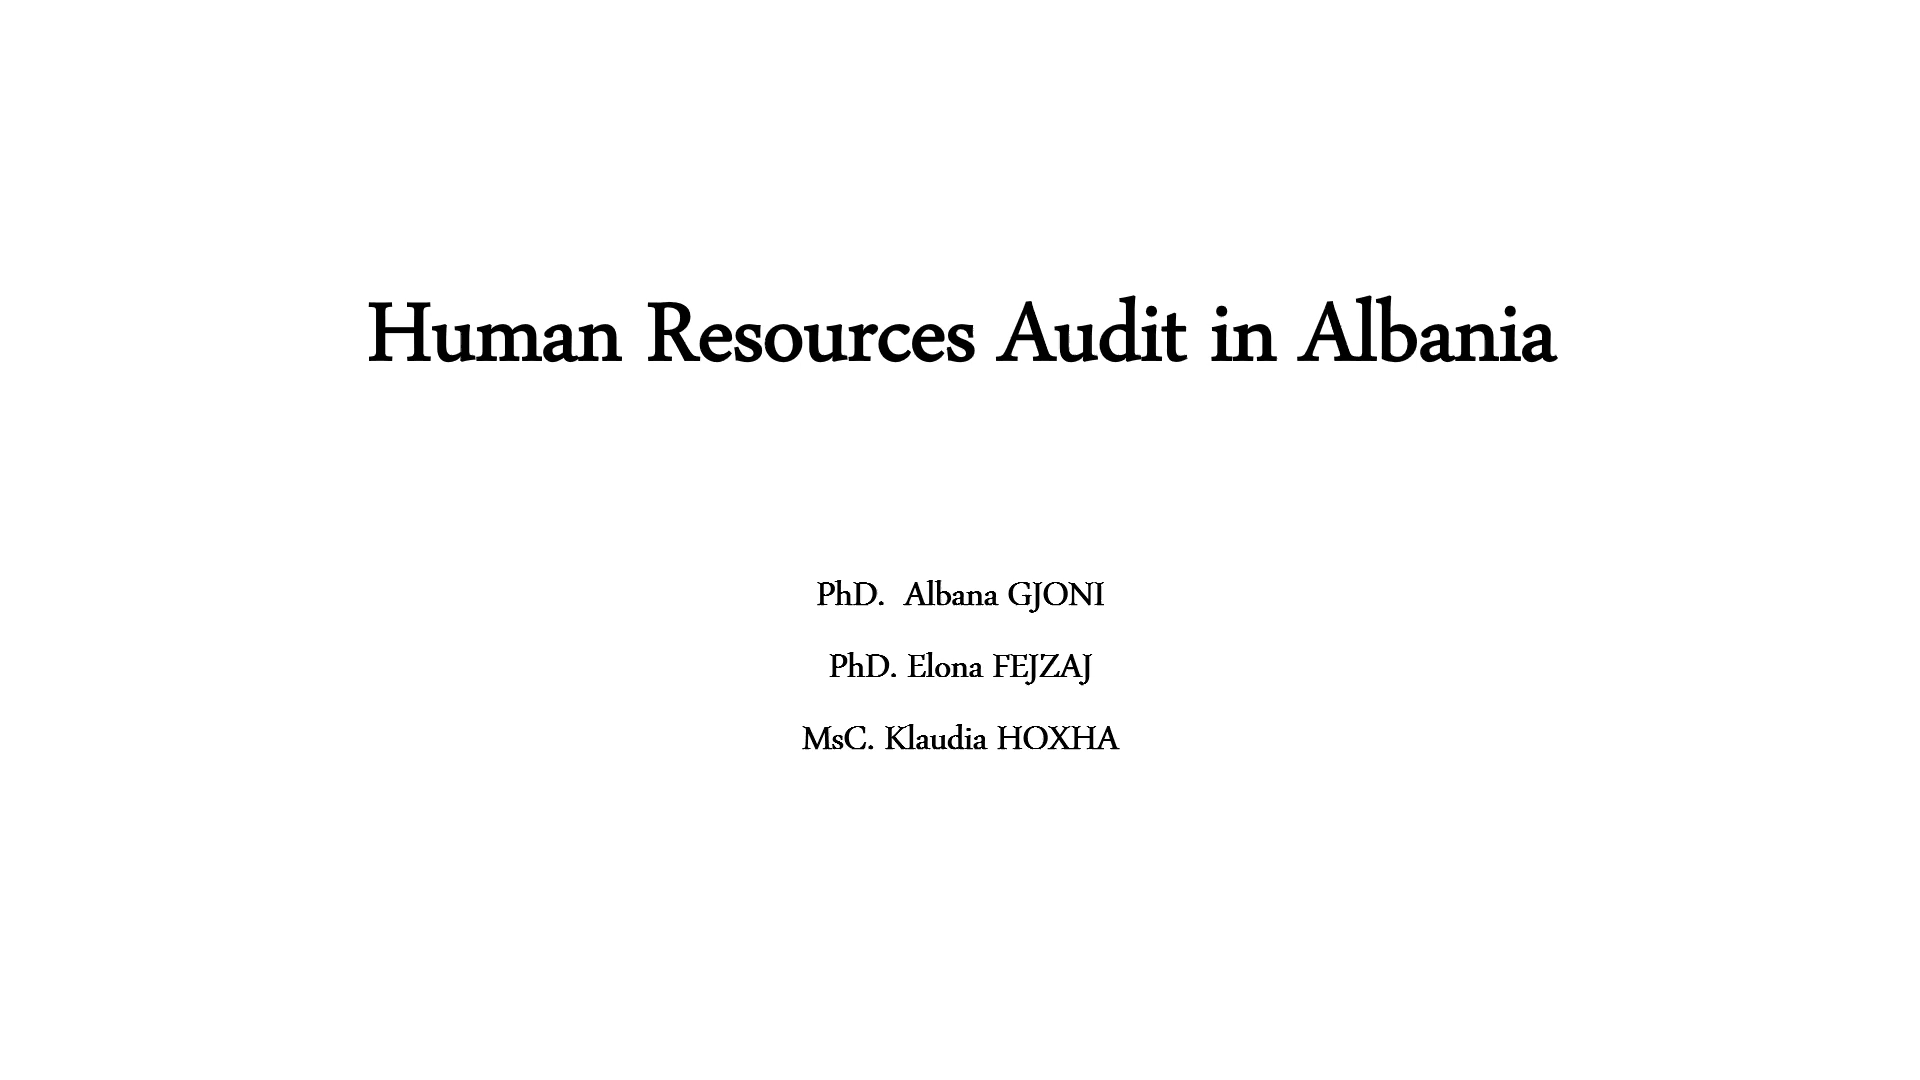 Human Resources Audit in Albania
PhD.  Albana GJONI
PhD. Elona FEJZAJ
MsC. Klaudia HOXHA